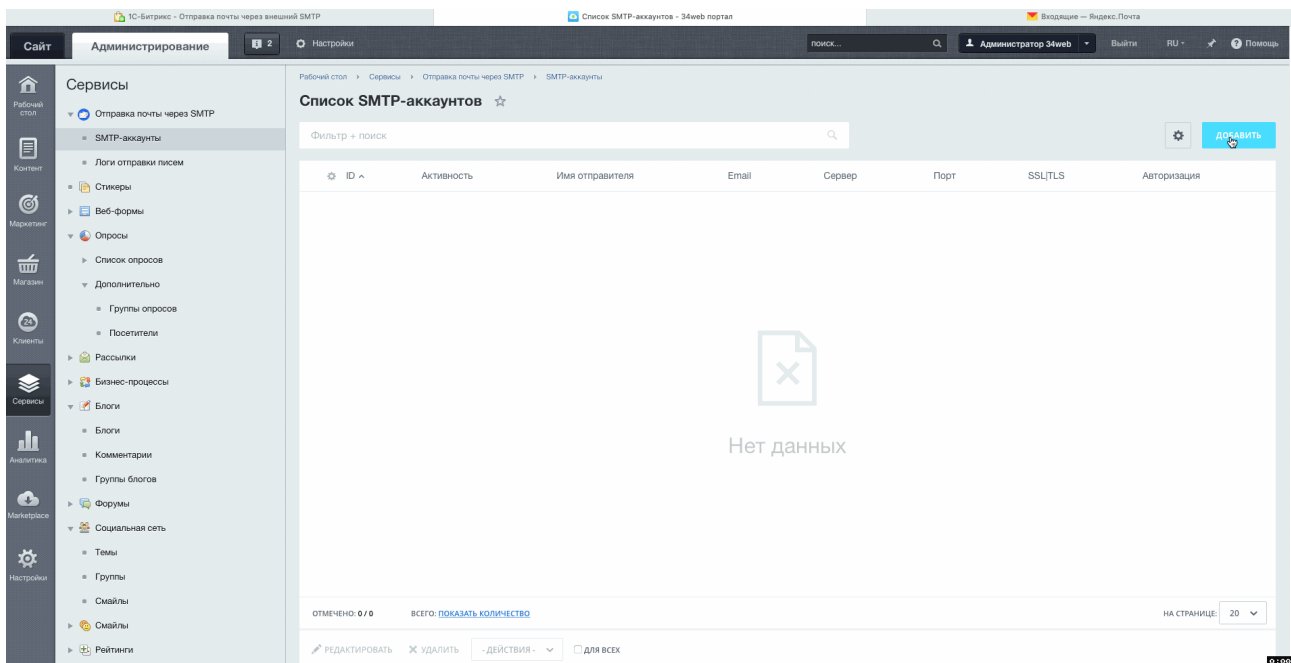 1С-Битрикс - Отправка почты через внешний SMTP
Список SMTP-аккаунтов - 34web портал
Входящие — Яндекс.Почта
Сайт
Администрирование
2
Настройки
поиск...
Администратор 34web
Выйти
RU
Помощь
Рабочий стол
Контент
Маркетинг
Магазин
24
Клиенты
Сервисы
Аналитика
Marketplace
Настройки
Сервисы
Отправка почты через SMTP
SMTP-аккаунты
Логи отправки писем
Стикеры
Веб-формы
Опросы
Список опросов
Дополнительно
Группы опросов
Посетители
Рассылки
Бизнес-процессы
Блоги
Блоги
Комментарии
Группы блогов
Форумы
Социальная сеть
Темы
Группы
Смайлы
Смайлы
Рейтинги
Рабочий стол Сервисы Отправка почты через SMTP SMTP-аккаунты
Список SMTP-аккаунтов
Фильтр + поиск
ДОБАВИТЬ
ID Активность Имя отправителя Email Сервер Порт SSL|TLS Авторизация
Нет данных
ОТМЕЧЕНО: 0 / 0 ВСЕГО: ПОКАЗАТЬ КОЛИЧЕСТВО НА СТРАНИЦЕ: 20
РЕДАКТИРОВАТЬ УДАЛИТЬ - ДЕЙСТВИЯ - ДЛЯ ВСЕХ